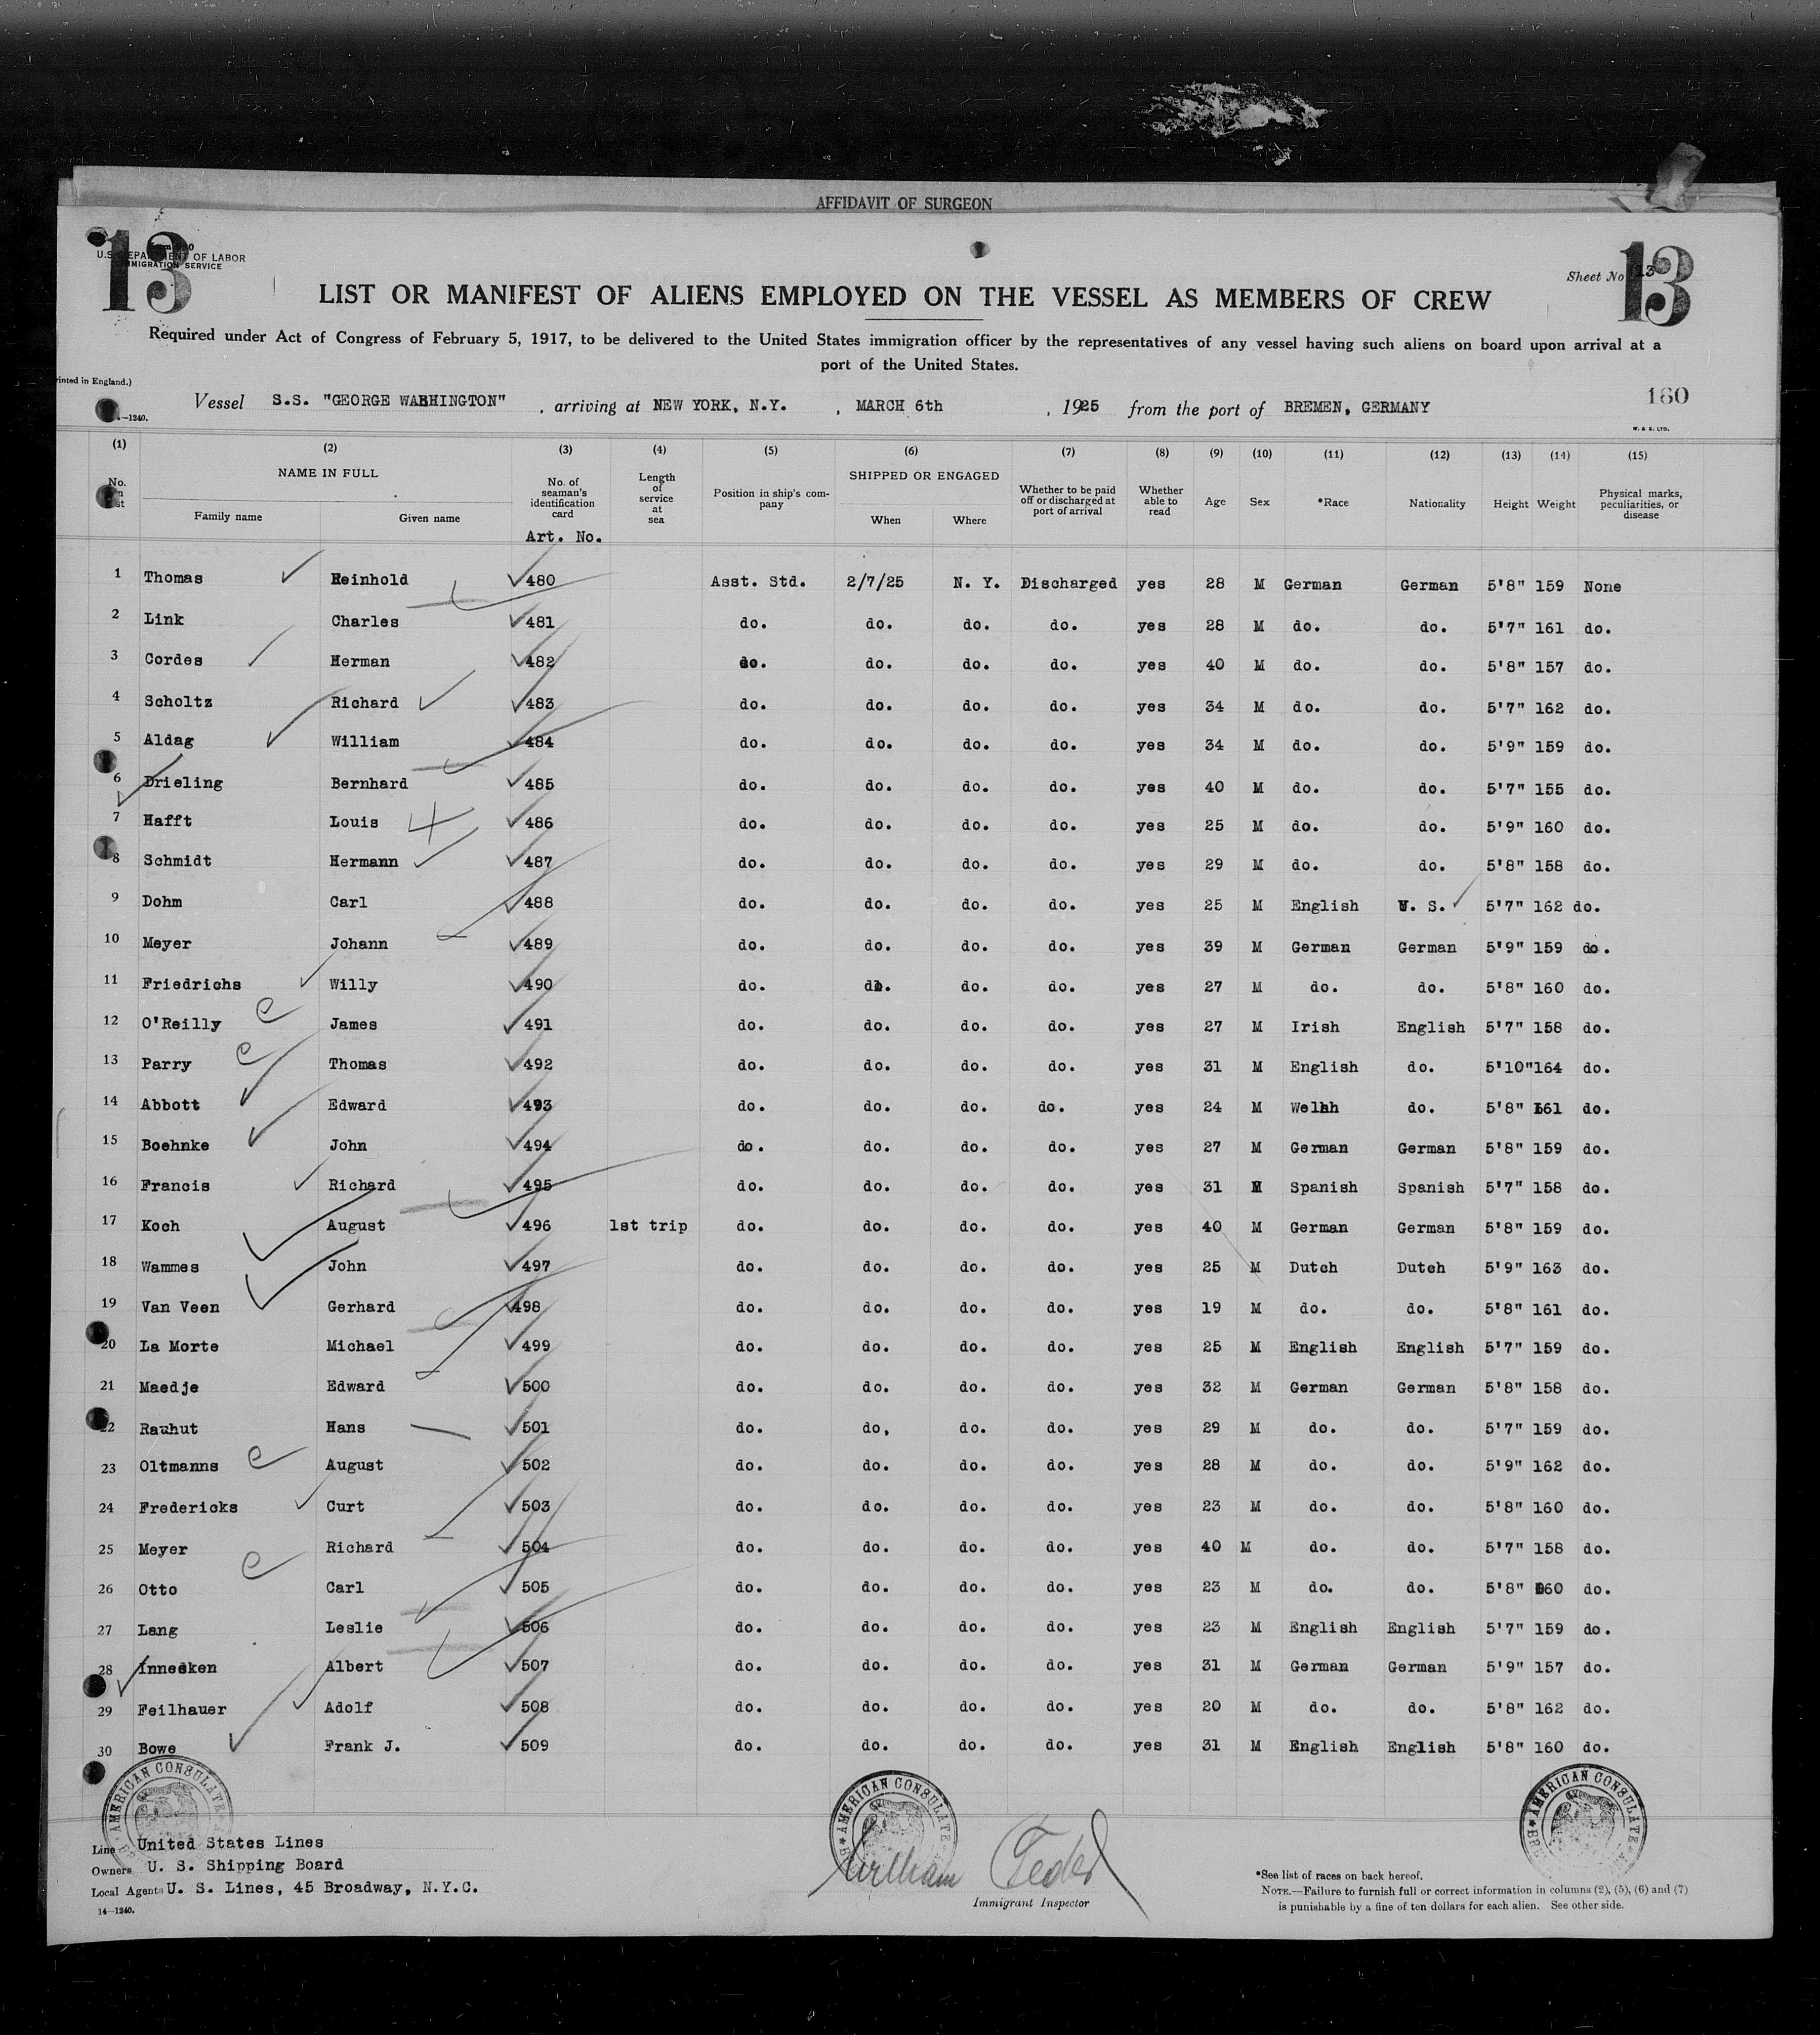 AFFIDAVIT OF SURGEON
13
U.S. DEPARTMENT OF LABOR
IMMIGRATION SERVICE
Sheet No. 13
13
LIST OR MANIFEST OF ALIENS EMPLOYED ON THE VESSEL AS MEMBERS OF CREW
Required under Act of Congress of February 5, 1917, to be delivered to the United States immigration officer by the representatives of any vessel having such aliens on board upon arrival at a
port of the United States.
rinted in England.)
160
Vessel S.S. "GEORGE WASHINGTON", arriving at NEW YORK, N.Y., MARCH 6th, 1925 from the port of BREMEN, GERMANY
—1240.
W. & S. LTD.
(1) (2) (3) (4) (5) (6) (7) (8) (9) (10) (11) (12) (13) (14) (15)
No. NAME IN FULL Family name Given name No. of seaman's identification card Art. No. Length of service at sea Position in ship's company SHIPPED OR ENGAGED When Where Whether to be paid off or discharged at port of arrival Whether able to read Age Sex *Race Nationality Height Weight Physical marks, peculiarities, or disease
1 Thomas Reinhold 480 Asst. Std. 2/7/25 N. Y. Discharged yes 28 M German German 5'8" 159 None
2 Link Charles 481 do. do. do. do. yes 28 M do. do. 5'7" 161 do.
3 Cordes Herman 482 do. do. do. do. yes 40 M do. do. 5'8" 157 do.
4 Scholtz Richard 483 do. do. do. do. yes 34 M do. do. 5'7" 162 do.
5 Aldag William 484 do. do. do. do. yes 34 M do. do. 5'9" 159 do.
6 Drieling Bernhard 485 do. do. do. do. yes 40 M do. do. 5'7" 155 do.
7 Hafft Louis 486 do. do. do. do. yes 25 M do. do. 5'9" 160 do.
8 Schmidt Hermann 487 do. do. do. do. yes 29 M do. do. 5'8" 158 do.
9 Dohm Carl 488 do. do. do. do. yes 25 M English U. S. 5'7" 162 do.
10 Meyer Johann 489 do. do. do. do. yes 39 M German German 5'9" 159 do.
11 Friedrichs Willy 490 do. do. do. do. yes 27 M do. do. 5'8" 160 do.
12 O'Reilly James 491 do. do. do. do. yes 27 M Irish English 5'7" 158 do.
13 Parry Thomas 492 do. do. do. do. yes 31 M English do. 5'10" 164 do.
14 Abbott Edward 493 do. do. do. do. yes 24 M Welsh do. 5'8" 161 do.
15 Boehnke John 494 do. do. do. do. yes 27 M German German 5'8" 159 do.
16 Francis Richard 495 do. do. do. do. yes 31 M Spanish Spanish 5'7" 158 do.
17 Koch August 496 1st trip do. do. do. do. yes 40 M German German 5'8" 159 do.
18 Wammes John 497 do. do. do. do. yes 25 M Dutch Dutch 5'9" 163 do.
19 Van Veen Gerhard 498 do. do. do. do. yes 19 M do. do. 5'8" 161 do.
20 La Morte Michael 499 do. do. do. do. yes 25 M English English 5'7" 159 do.
21 Maedje Edward 500 do. do. do. do. yes 32 M German German 5'8" 158 do.
22 Rauhut Hans 501 do. do, do. do. yes 29 M do. do. 5'7" 159 do.
23 Oltmanns August 502 do. do. do. do. yes 28 M do. do. 5'9" 162 do.
24 Fredericks Curt 503 do. do. do. do. yes 23 M do. do. 5'8" 160 do.
25 Meyer Richard 504 do. do. do. do. yes 40 M do. do. 5'7" 158 do.
26 Otto Carl 505 do. do. do. do. yes 23 M do. do. 5'8" 160 do.
27 Lang Leslie 506 do. do. do. do. yes 23 M English English 5'7" 159 do.
28 Innecken Albert 507 do. do. do. do. yes 31 M German German 5'9" 157 do.
29 Feilhauer Adolf 508 do. do. do. do. yes 20 M do. do. 5'8" 162 do.
30 Bowe Frank J. 509 do. do. do. do. yes 31 M English English 5'8" 160 do.
AMERICAN CONSULATE
AMERICAN CONSULATE
AMERICAN CONSULATE
Line United States Lines
Owners U. S. Shipping Board
Local Agents U. S. Lines, 45 Broadway, N.Y.C.
14—1240.
William
Immigrant Inspector
*See list of races on back hereof.
NOTE.—Failure to furnish full or correct information in columns (2), (5), (6) and (7)
is punishable by a fine of ten dollars for each alien. See other side.